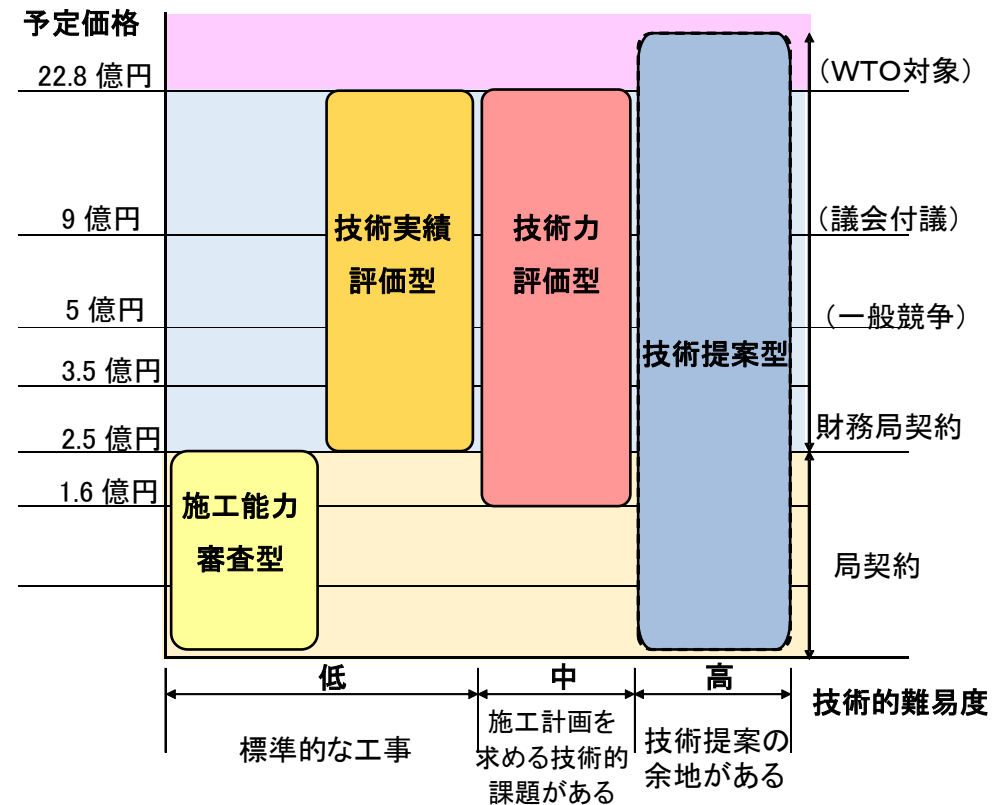 予定価格
22.8 億円
(WTO対象)
9 億円
(議会付議)
技術実績
評価型
技術力
評価型
5 億円
(一般競争)
技術提案型
3.5 億円
2.5 億円
財務局契約
1.6 億円
施工能力
審査型
局契約
低
中
高
技術的難易度
標準的な工事
施工計画を
求める技術的
課題がある
技術提案の
余地がある